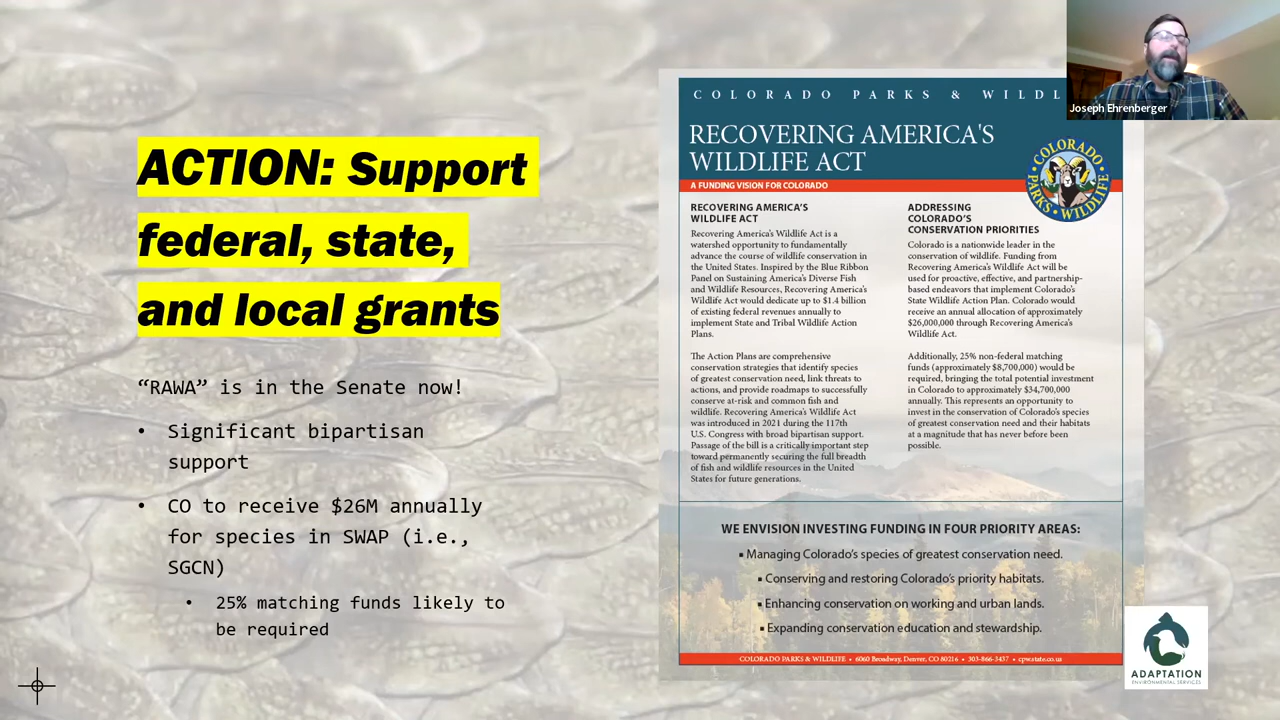 Joseph Ehrenberger
ACTION: Support
federal, state,
and local grants
“RAWA” is in the Senate now!
• Significant bipartisan
support
• CO to receive $26M annually
for species in SWAP (i.e.,
SGCN)
• 25% matching funds likely to
be required
COLORADO PARKS & WILDL
RECOVERING AMERICA'S
WILDLIFE ACT
A FUNDING VISION FOR COLORADO
COLORADO
PARKS & WILDLIFE
RECOVERING AMERICA'S
WILDLIFE ACT
Recovering America's Wildlife Act is a
watershed opportunity to fundamentally
advance the course of wildlife conservation in
the United States. Inspired by the Blue Ribbon
Panel on Sustaining America's Diverse Fish
and Wildlife Resources, Recovering America's
Wildlife Act would dedicate up to $1.4 billion
of existing federal revenues annually to
implement State and Tribal Wildlife Action
Plans.
The Action Plans are comprehensive
conservation strategies that identify species
of greatest conservation need, link threats to
actions, and provide roadmaps to successfully
conserve at-risk and common fish and
wildlife. Recovering America's Wildlife Act
was introduced in 2021 during the 117th
U.S. Congress with broad bipartisan support.
Passage of the bill is a critically important step
toward permanently securing the full breadth
of fish and wildlife resources in the United
States for future generations.
ADDRESSING
COLORADO'S
CONSERVATION PRIORITIES
Colorado is a nationwide leader in the
conservation of wildlife. Funding from
Recovering America's Wildlife Act will be
used for proactive, effective, and partnership-
based endeavors that implement Colorado's
State Wildlife Action Plan. Colorado would
receive an annual allocation of approximately
$26,000,000 through Recovering America's
Wildlife Act.
Additionally, 25% non-federal matching
funds (approximately $8,700,000) would be
required, bringing the total potential investment
in Colorado to approximately $34,700,000
annually. This represents an opportunity to
invest in the conservation of Colorado's species
of greatest conservation need and their habitats
at a magnitude that has never before been
possible.
WE ENVISION INVESTING FUNDING IN FOUR PRIORITY AREAS:
▪ Managing Colorado's species of greatest conservation need.
▪ Conserving and restoring Colorado's priority habitats.
▪ Enhancing conservation on working and urban lands.
▪ Expanding conservation education and stewardship.
COLORADO PARKS & WILDLIFE • 6060 Broadway, Denver, CO 80216 • 303-866-3437 • cpw.state.co.us
ADAPTATION
ENVIRONMENTAL SERVICES